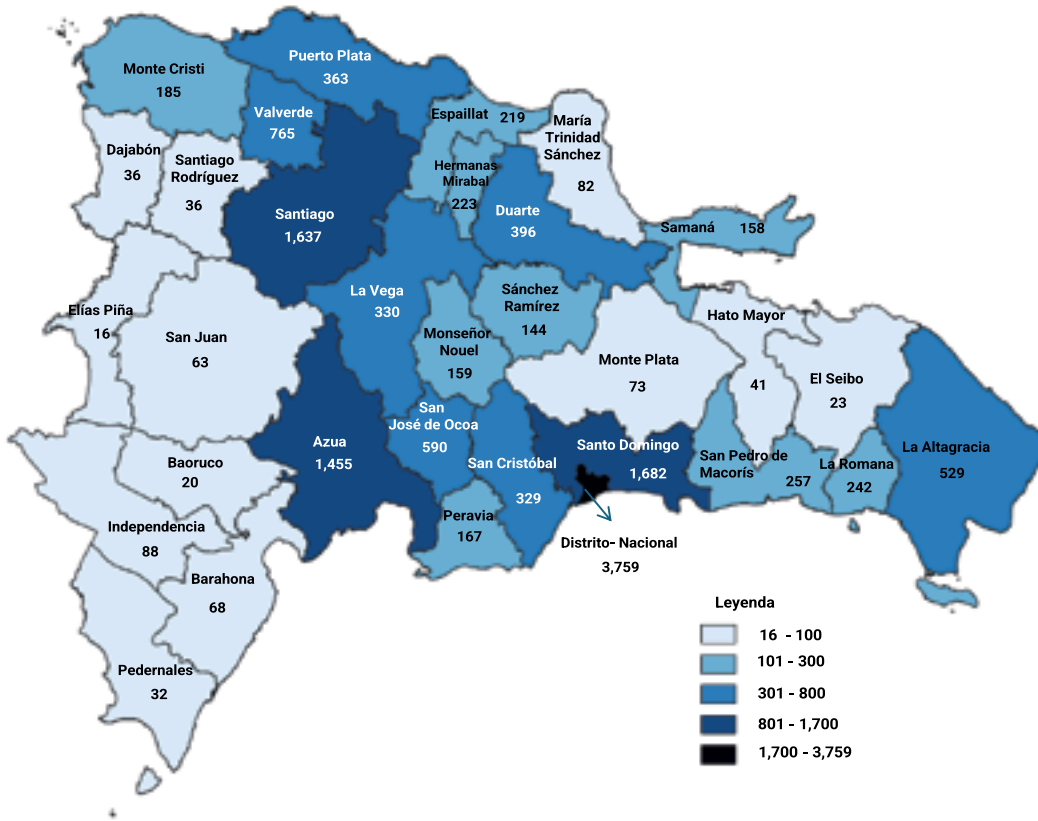 Puerto Plata
363
Monte Cristi
185
Valverde
765
Espaillat 219
María
Trinidad
Sánchez
82
Dajabón
36
Santiago
Rodríguez
36
Hermanas
Mirabal
223
Santiago
1,637
Duarte
396
Samaná 158
La Vega
330
Sánchez
Ramírez
144
Elías Piña
16
San Juan
63
Monseñor
Nouel
159
Hato Mayor
41
Monte Plata
73
El Seibo
23
San
José de Ocoa
590
Azua
1,455
Santo Domingo
1,682
La Altagracia
529
San Pedro de
Macorís
257
La Romana
242
Baoruco
20
San Cristóbal
329
Peravia
167
Independencia
88
Distrito- Nacional
3,759
Barahona
68
Pedernales
32
Leyenda
16 - 100
101 - 300
301 - 800
801 - 1,700
1,700 - 3,759